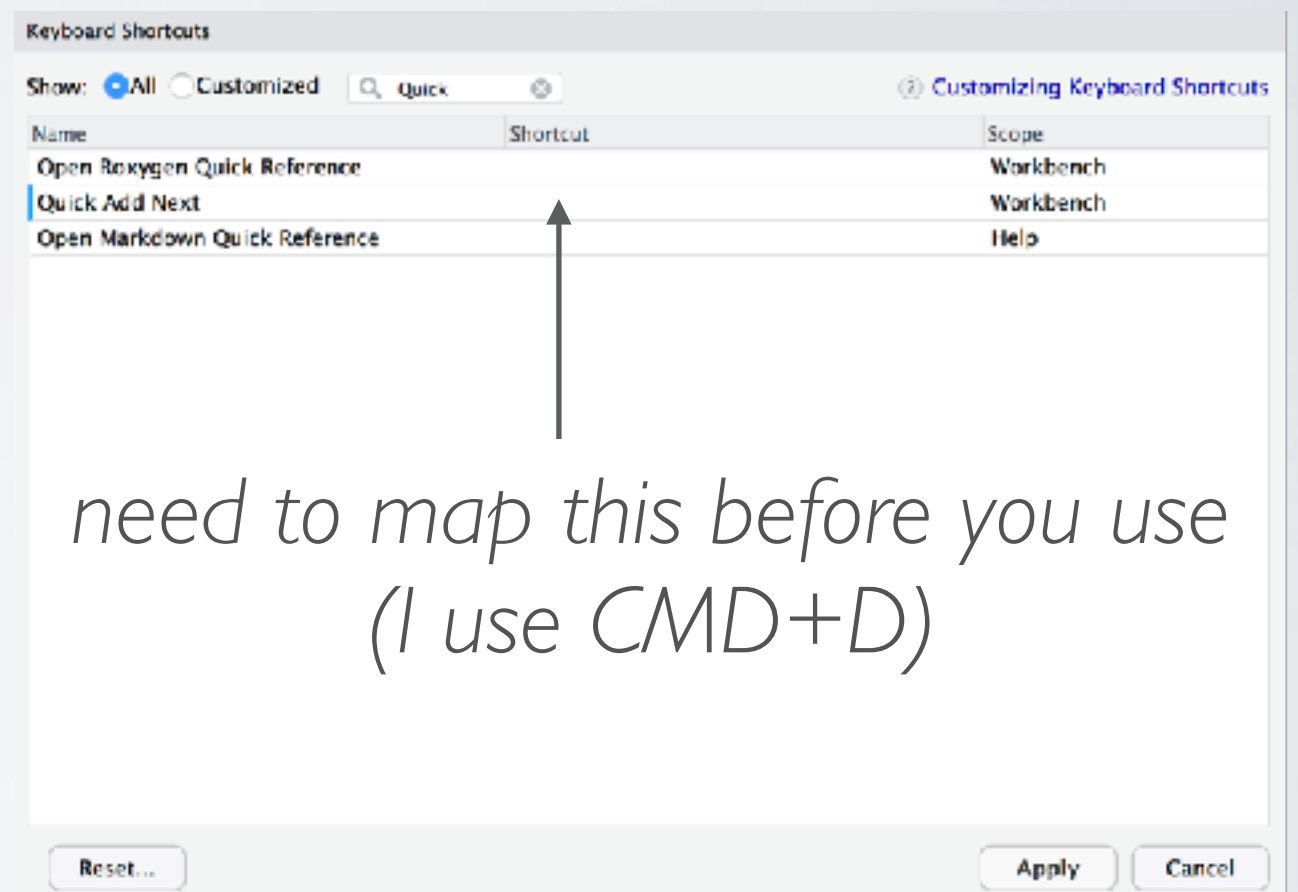 Keyboard Shortcuts
Show: All Customized Quick Customizing Keyboard Shortcuts
Name Shortcut Scope
Open Roxygen Quick Reference Workbench
Quick Add Next Workbench
Open Markdown Quick Reference Help
need to map this before you use
(I use CMD+D)
Reset... Apply Cancel